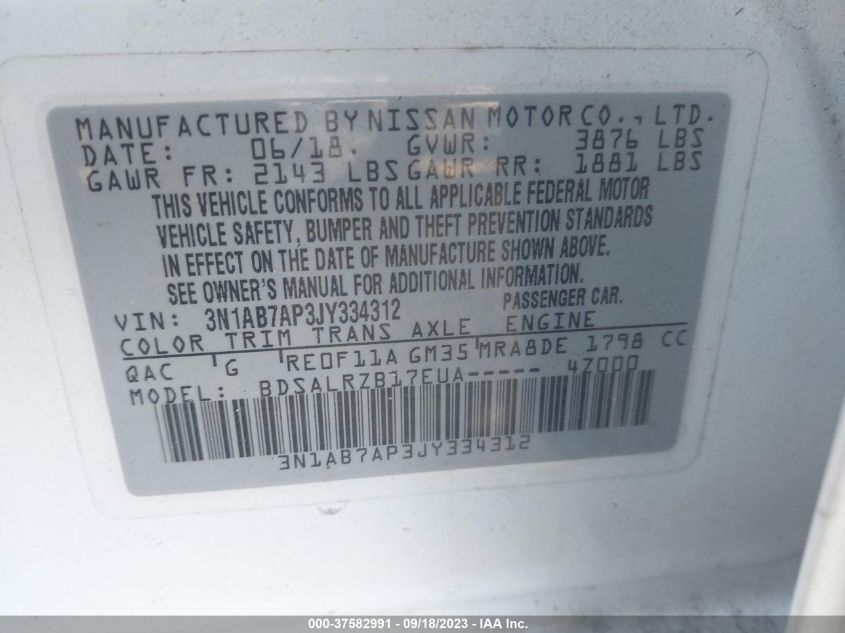 MANUFACTURED BY NISSAN MOTOR CO., LTD.
DATE: 06/18. GVWR: 3876 LBS
GAWR FR: 2143 LBS GAWR RR: 1881 LBS
THIS VEHICLE CONFORMS TO ALL APPLICABLE FEDERAL MOTOR
VEHICLE SAFETY, BUMPER AND THEFT PREVENTION STANDARDS
IN EFFECT ON THE DATE OF MANUFACTURE SHOWN ABOVE.
SEE OWNER'S MANUAL FOR ADDITIONAL INFORMATION.
VIN: 3N1AB7AP3JY334312 PASSENGER CAR.
COLOR TRIM TRANS AXLE ENGINE
QAC G RE0F11A GM35 MRA8DE 1798 CC
MODEL: BDSALRZB17EUA----- 4Z000
3N1AB7AP3JY334312
000-37582991 - 09/18/2023 - IAA Inc.